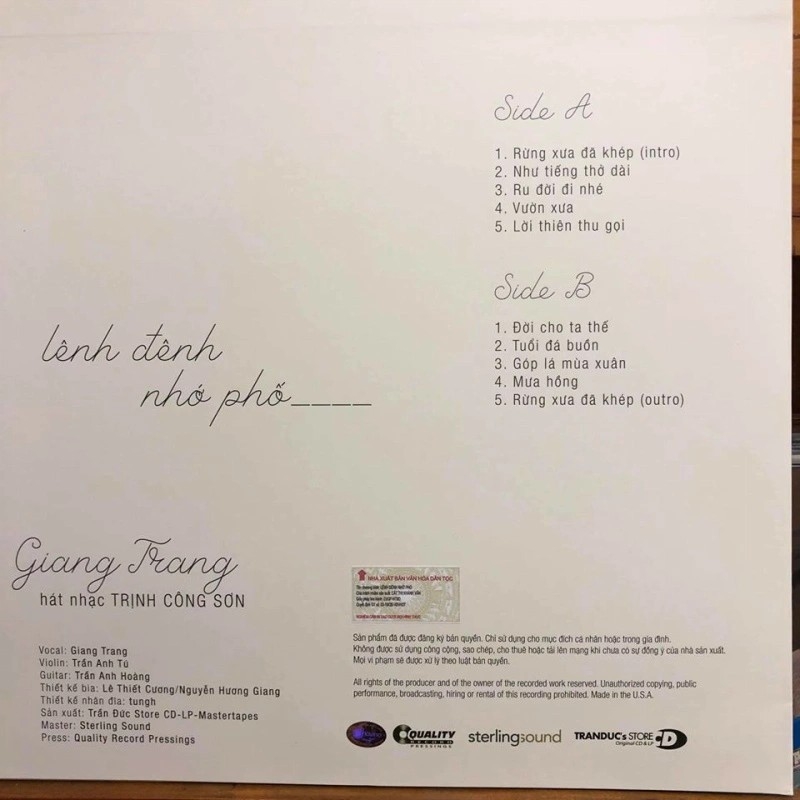 Side A
1. Rừng xưa đã khép (intro)
2. Như tiếng thở dài
3. Ru đời đi nhé
4. Vườn xưa
5. Lời thiên thu gọi
Side B
1. Đời cho ta thế
2. Tuổi đá buồn
3. Góp lá mùa xuân
4. Mưa hồng
5. Rừng xưa đã khép (outro)
lênh đênh
nhớ phố____
Giang Trang
hát nhạc TRỊNH CÔNG SƠN
Vocal: Giang Trang
Violin: Trần Anh Tú
Guitar: Trần Anh Hoàng
Thiết kế bìa: Lê Thiết Cương/Nguyễn Hương Giang
Thiết kế nhãn đĩa: tungh
Sản xuất: Trần Đức Store CD-LP-Mastertapes
Master: Sterling Sound
Press: Quality Record Pressings
NHÀ XUẤT BẢN VĂN HÓA DÂN TỘC
Sản phẩm đã được đăng ký bản quyền. Chỉ sử dụng cho mục đích cá nhân hoặc trong gia đình.
Không được sử dụng công cộng, sao chép, cho thuê hoặc tải lên mạng khi chưa có sự đồng ý của nhà sản xuất.
Mọi vi phạm sẽ được xử lý theo luật bản quyền.
All rights of the producer and of the owner of the recorded work reserved. Unauthorized copying, public
performance, broadcasting, hiring or rental of this recording prohibited. Made in the U.S.A.
QUALITY
RECORD
PRESSINGS
sterlingsound
TRANDUC's STORE
Original CD & LP